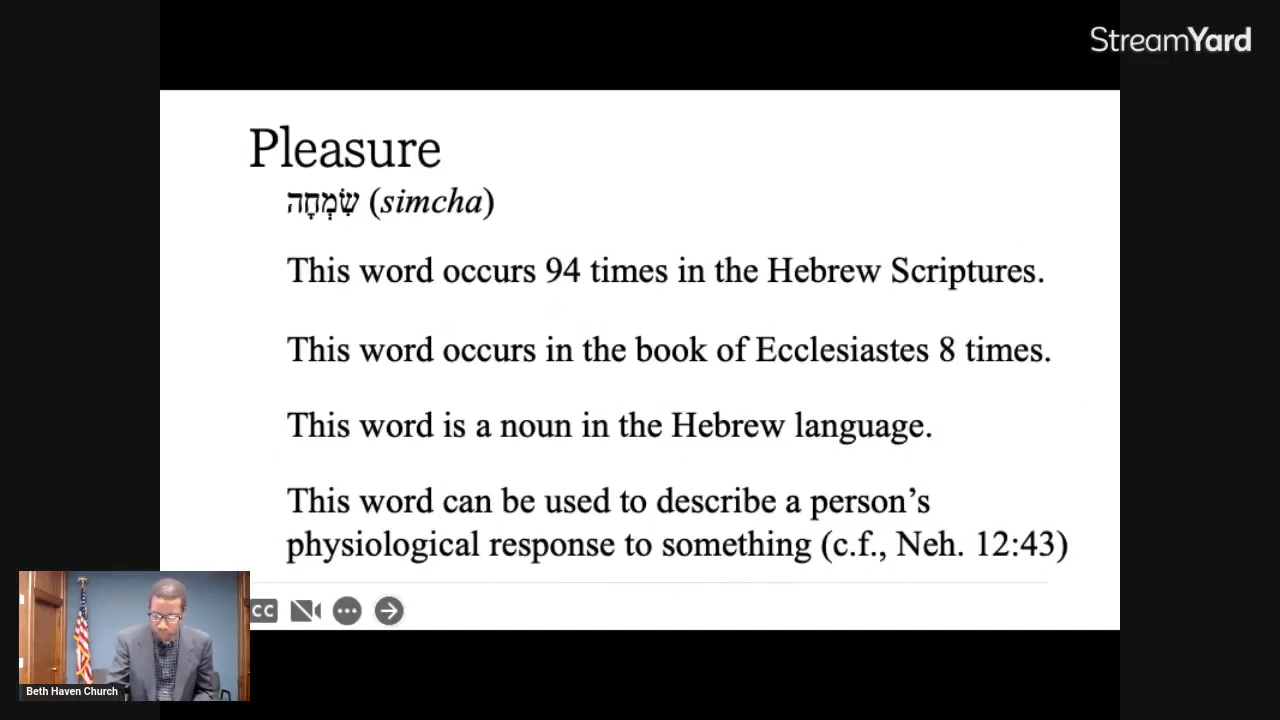 StreamYard
Pleasure
שִׂמְחָה (simcha)
This word occurs 94 times in the Hebrew Scriptures.
This word occurs in the book of Ecclesiastes 8 times.
This word is a noun in the Hebrew language.
This word can be used to describe a person’s
physiological response to something (c.f., Neh. 12:43)
CC
Beth Haven Church